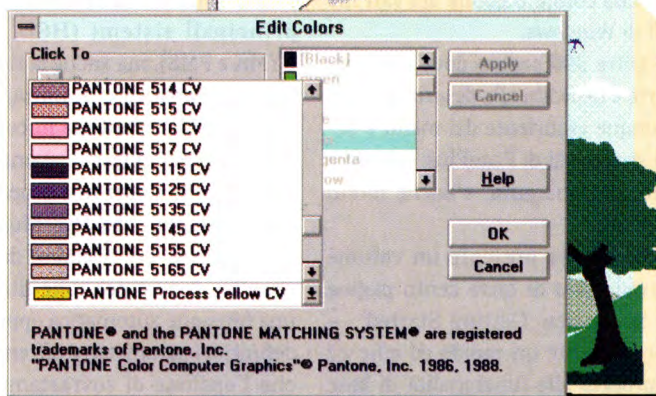 Edit Colors
Click To
PANTONE 514 CV
PANTONE 515 CV
PANTONE 516 CV
PANTONE 517 CV
PANTONE 5115 CV
PANTONE 5125 CV
PANTONE 5135 CV
PANTONE 5145 CV
PANTONE 5155 CV
PANTONE 5165 CV
PANTONE Process Yellow CV
[Black]
Apply
Cancel
Help
OK
Cancel
PANTONE® and the PANTONE MATCHING SYSTEM® are registered
trademarks of Pantone, Inc.
"PANTONE Color Computer Graphics"® Pantone, Inc. 1986, 1988.